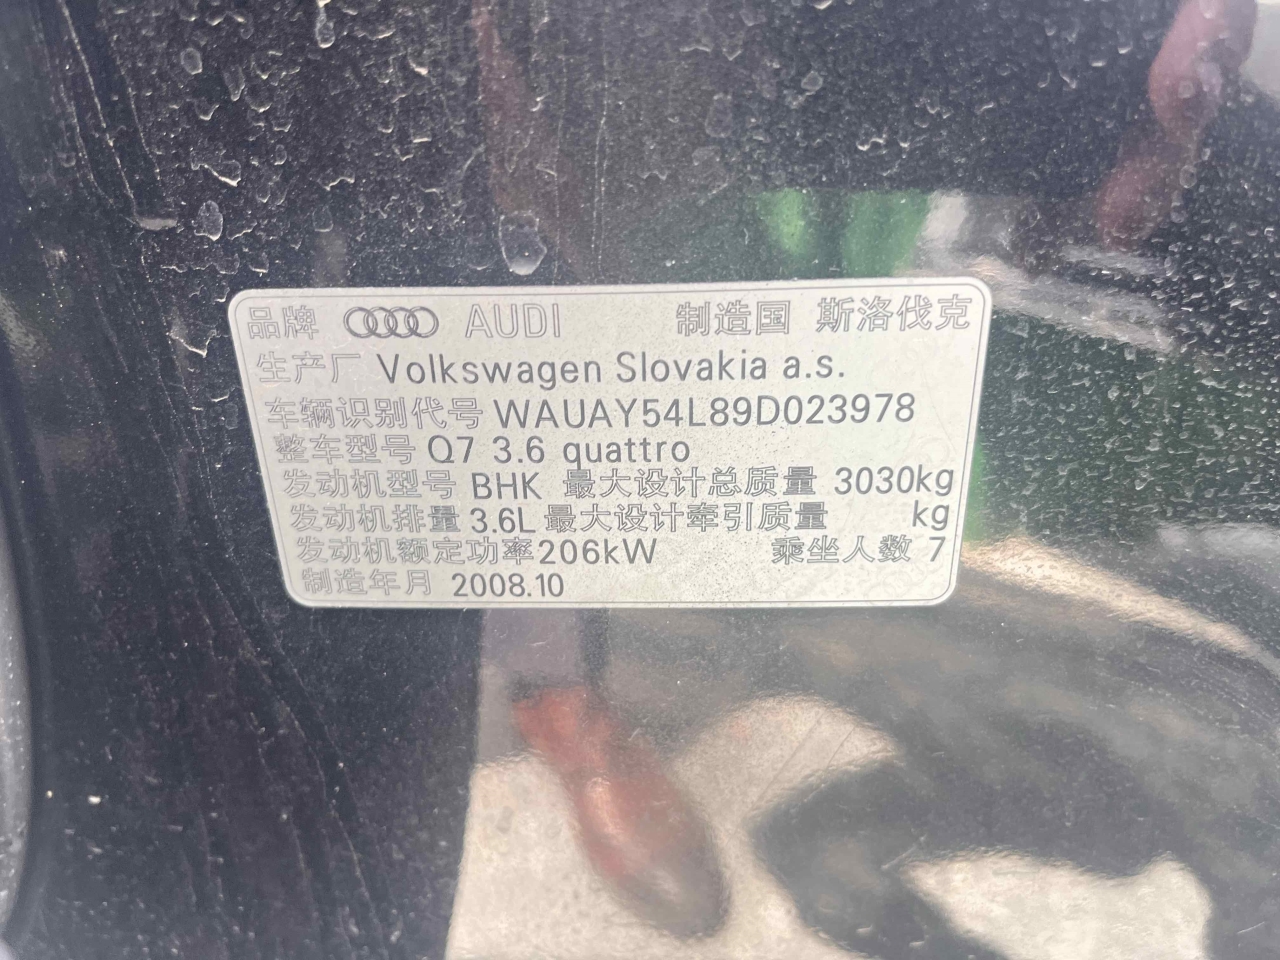 品牌 AUDI 制造国 斯洛伐克
生产厂 Volkswagen Slovakia a.s.
车辆识别代号 WAUAY54L89D023978
整车型号 Q7 3.6 quattro
发动机型号 BHK 最大设计总质量 3030kg
发动机排量 3.6L 最大设计牵引质量 kg
发动机额定功率 206kW 乘坐人数 7
制造年月 2008.10